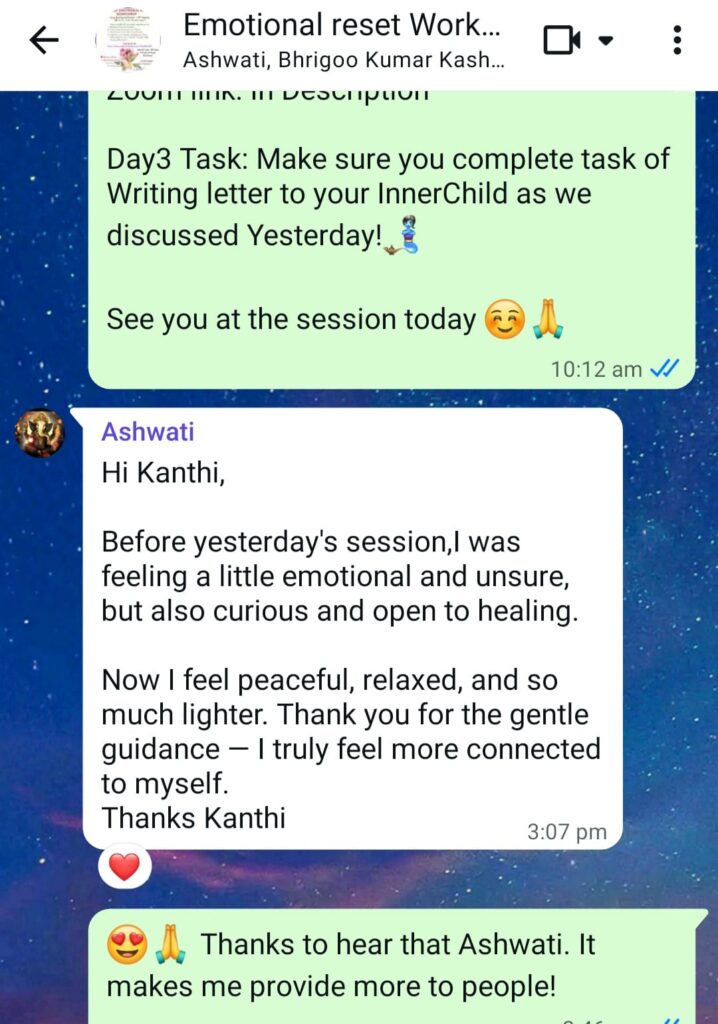 Emotional reset Work...
Ashwati, Bhrigoo Kumar Kash...
Zoom link: In Description
Day3 Task: Make sure you complete task of
Writing letter to your InnerChild as we
discussed Yesterday!🧞‍♂️
See you at the session today ☺️🙏
10:12 am
Ashwati
Hi Kanthi,
Before yesterday's session,I was
feeling a little emotional and unsure,
but also curious and open to healing.
Now I feel peaceful, relaxed, and so
much lighter. Thank you for the gentle
guidance — I truly feel more connected
to myself.
Thanks Kanthi
3:07 pm
❤️
😍🙏 Thanks to hear that Ashwati. It
makes me provide more to people!